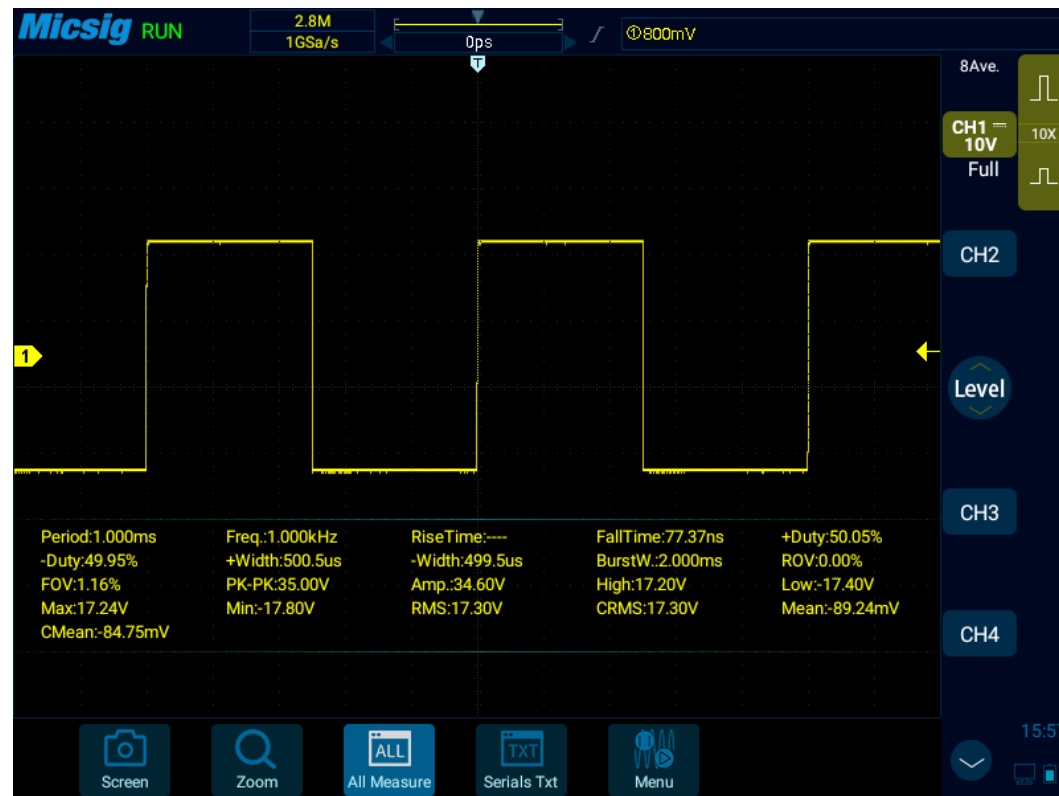 Micsig RUN
2.8M
1GSa/s
0ps
T
①800mV
8Ave.
CH1
10V
10X
Full
CH2
1
Level
CH3
Period:1.000ms Freq.:1.000kHz RiseTime:---- FallTime:77.37ns +Duty:50.05%
-Duty:49.95% +Width:500.5us -Width:499.5us BurstW.:2.000ms ROV:0.00%
FOV:1.16% PK-PK:35.00V Amp.:34.60V High:17.20V Low:-17.40V
Max:17.24V Min:-17.80V RMS:17.30V CRMS:17.30V Mean:-89.24mV
CMean:-84.75mV
CH4
ALL TXT
Screen Zoom All Measure Serials Txt Menu